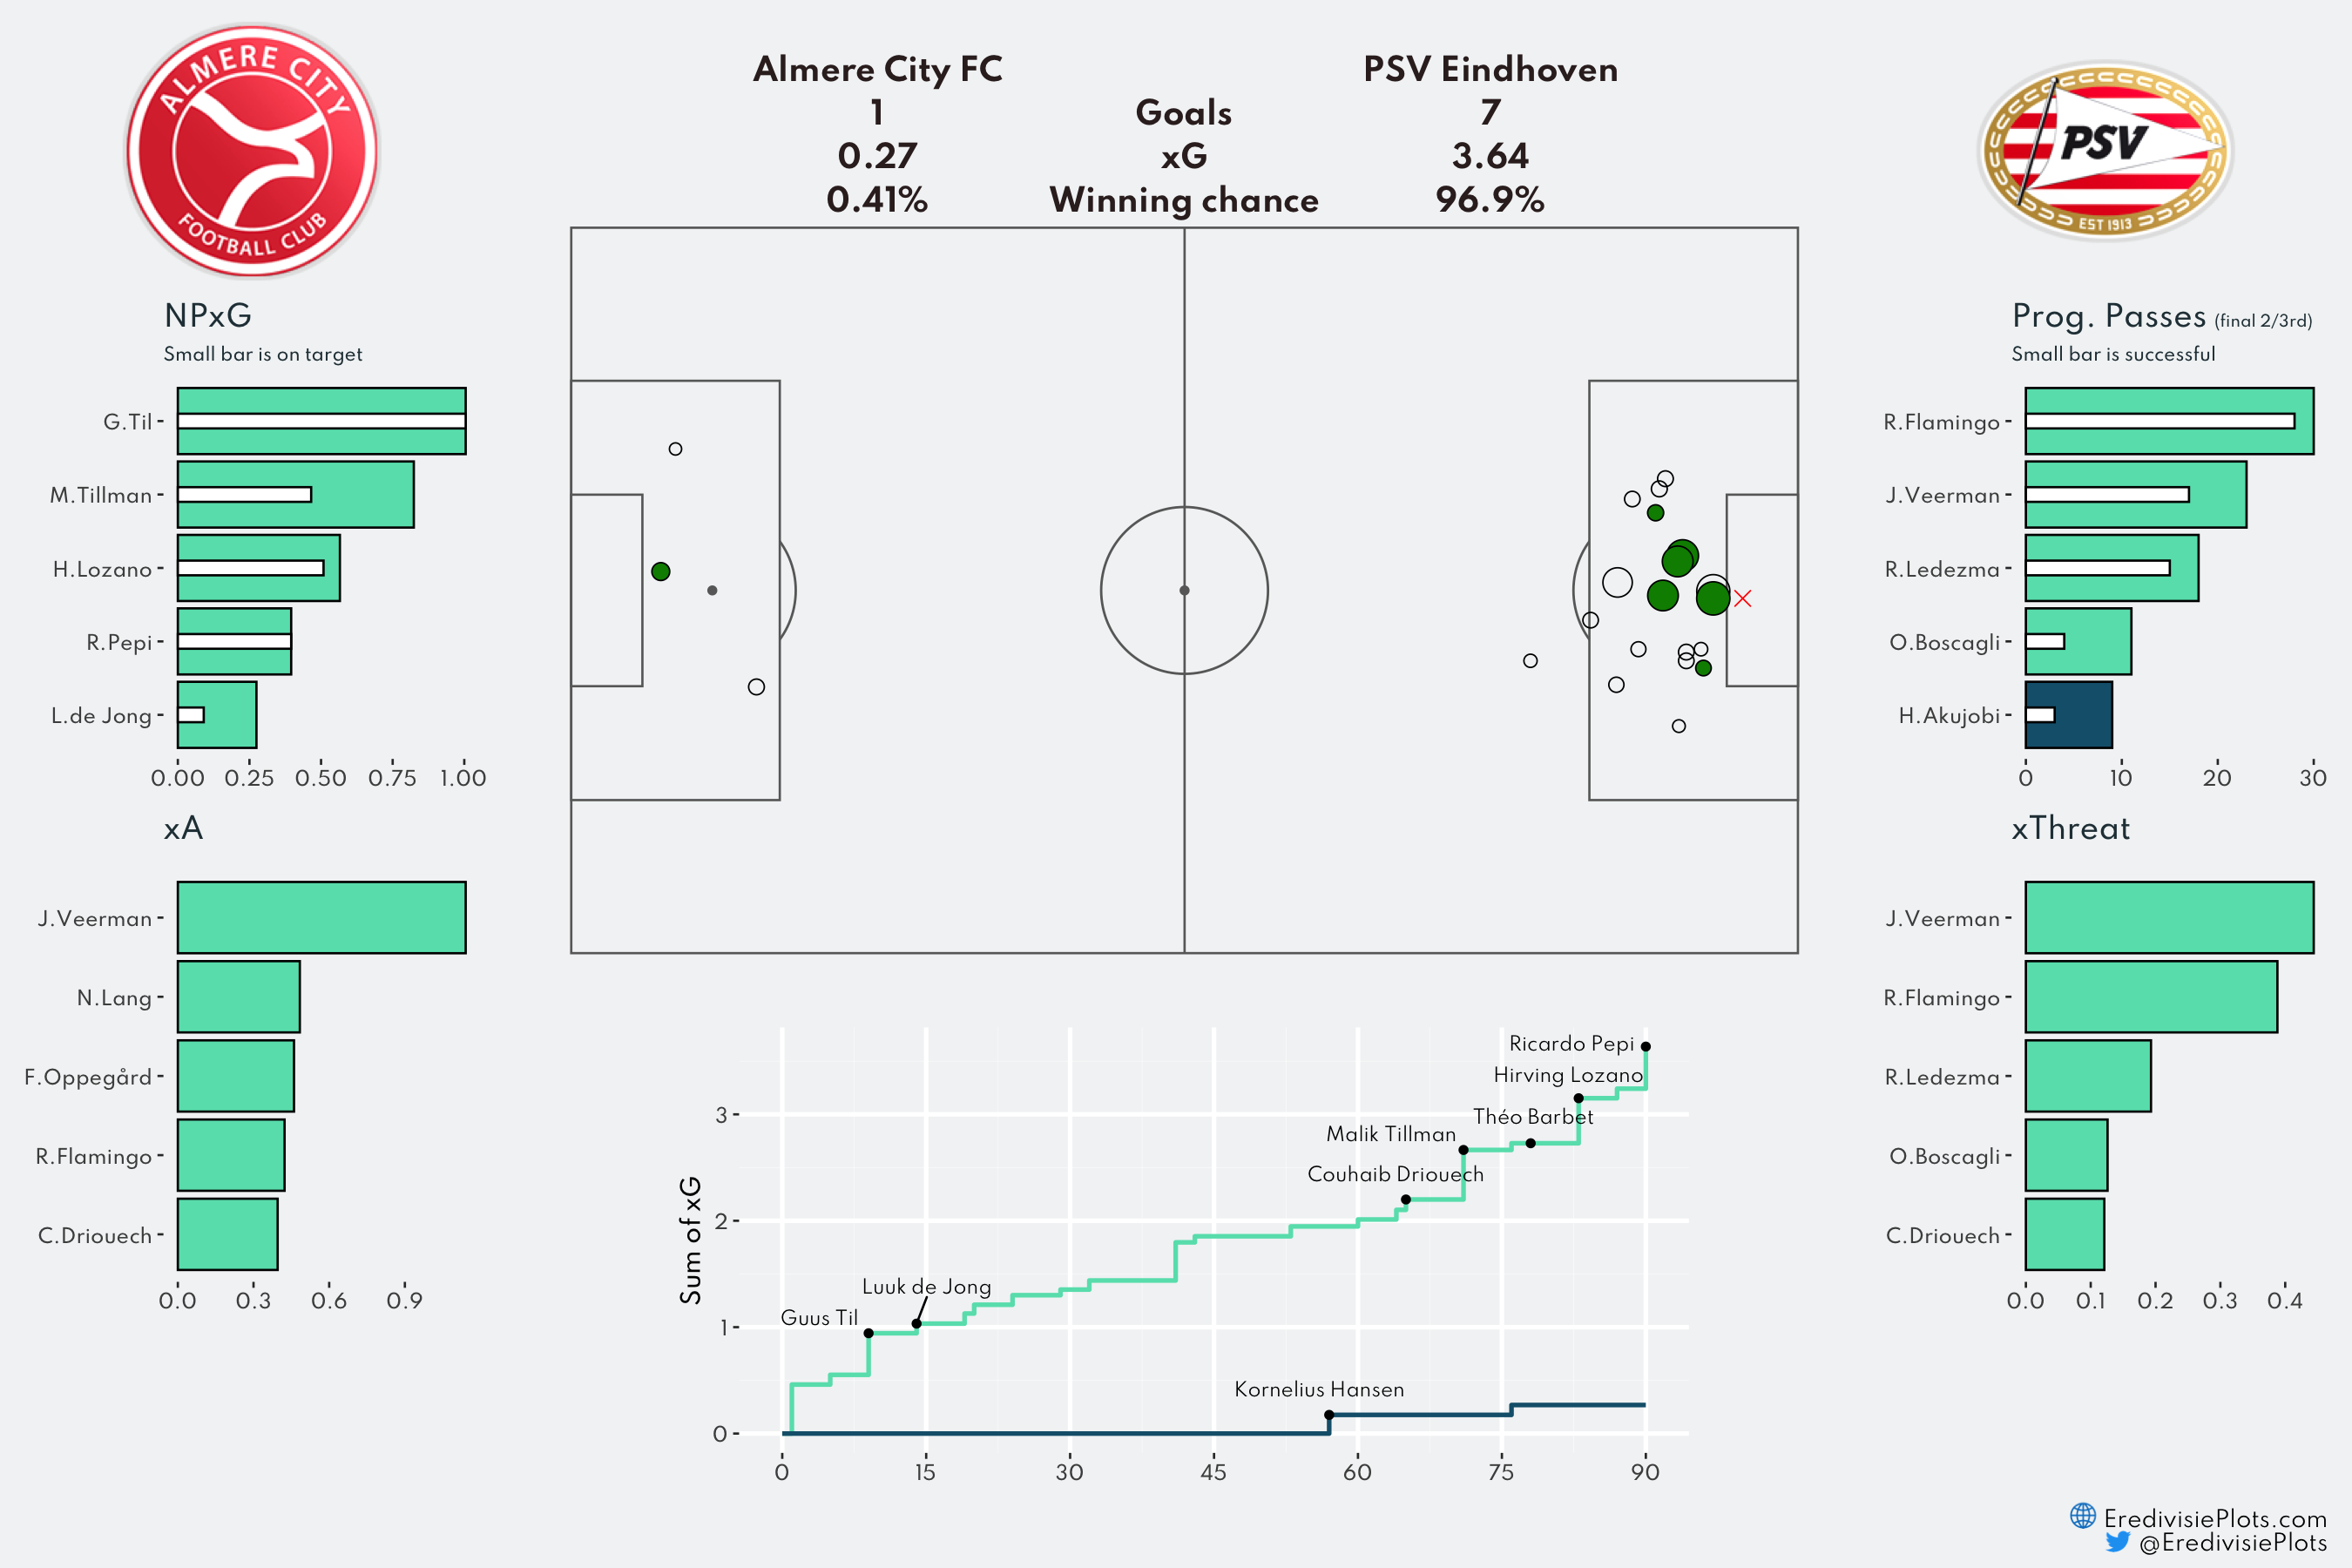 ALMERE CITY
FOOTBALL CLUB
Almere City FC
PSV Eindhoven
1 Goals 7
0.27 xG 3.64
0.41% Winning chance 96.9%
PSV
EST 1913
NPxG
Small bar is on target
G.Til
M.Tillman
H.Lozano
R.Pepi
L.de Jong
0.00 0.25 0.50 0.75 1.00
xA
J.Veerman
N.Lang
F.Oppegård
R.Flamingo
C.Driouech
0.0 0.3 0.6 0.9
Sum of xG
3
2
1
0
Ricardo Pepi
Hirving Lozano
Théo Barbet
Malik Tillman
Couhaib Driouech
Luuk de Jong
Guus Til
Kornelius Hansen
0 15 30 45 60 75 90
Prog. Passes (final 2/3rd)
Small bar is successful
R.Flamingo
J.Veerman
R.Ledezma
O.Boscagli
H.Akujobi
0 10 20 30
xThreat
J.Veerman
R.Flamingo
R.Ledezma
O.Boscagli
C.Driouech
0.0 0.1 0.2 0.3 0.4
EredivisiePlots.com
@EredivisiePlots